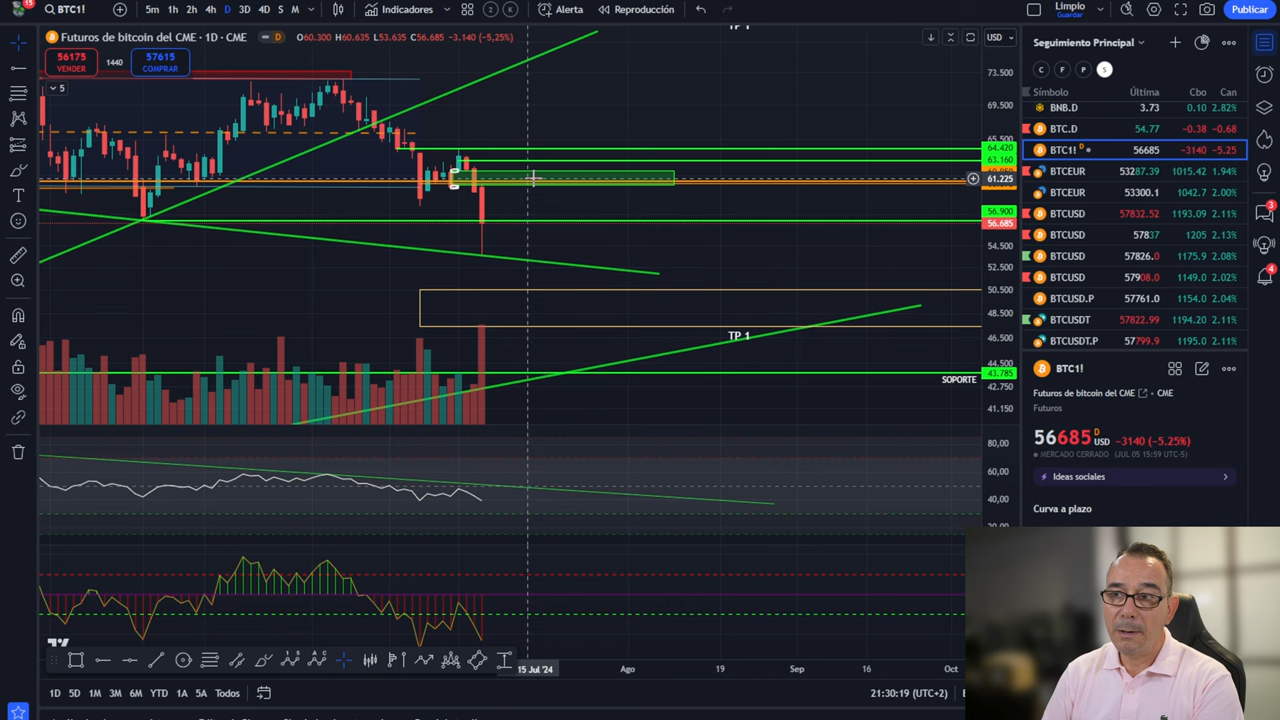 15
BTC1!
5m 1h 2h 4h D 3D 4D S M
Indicadores
2 K
Alerta
Reproducción
Limpio
Guardar
Publicar
Futuros de bitcoin del CME · 1D · CME
O60.300 H60.635 L53.635 C56.685 −3.140 (−5,25%)
56175
VENDER
1440
57615
COMPRAR
5
TP 1
USD
73.500
69.500
65.500
64.420
63.160
61.225
56.900
56.685
54.500
52.500
50.500
48.500
46.500
44.500
43.785
42.750
41.150
TP 1
SOPORTE
80,00
60,00
40,00
20,00
15 Jul '24
Ago
19
Sep
16
Oct
1D 5D 1M 3M 6M YTD 1A 5A Todos
21:30:19 (UTC+2)
Seguimiento Principal
C F P S
Símbolo Última Cbo Can
BNB.D 3.73 0.10 2.82%
BTC.D 54.77 −0.38 −0.68
BTC1! D 56685 −3140 −5.25
BTCEUR 53287.39 1015.42 1.94%
BTCEUR 53300.1 1042.7 2.00%
BTCUSD 57832.52 1193.09 2.11%
BTCUSD 57837 1205 2.13%
BTCUSD 57826.0 1175.9 2.08%
BTCUSD 57908.0 1149.0 2.02%
BTCUSD.P 57761.0 1154.0 2.04%
BTCUSDT 57822.99 1194.20 2.11%
BTCUSDT.P 57799.9 1195.0 2.11%
BTC1!
Futuros de bitcoin del CME · CME
Futuros
56685 D USD −3140 (−5.25%)
MERCADO CERRADO (JUL 05 15:59 UTC-5)
Ideas sociales
Curva a plazo
3
4